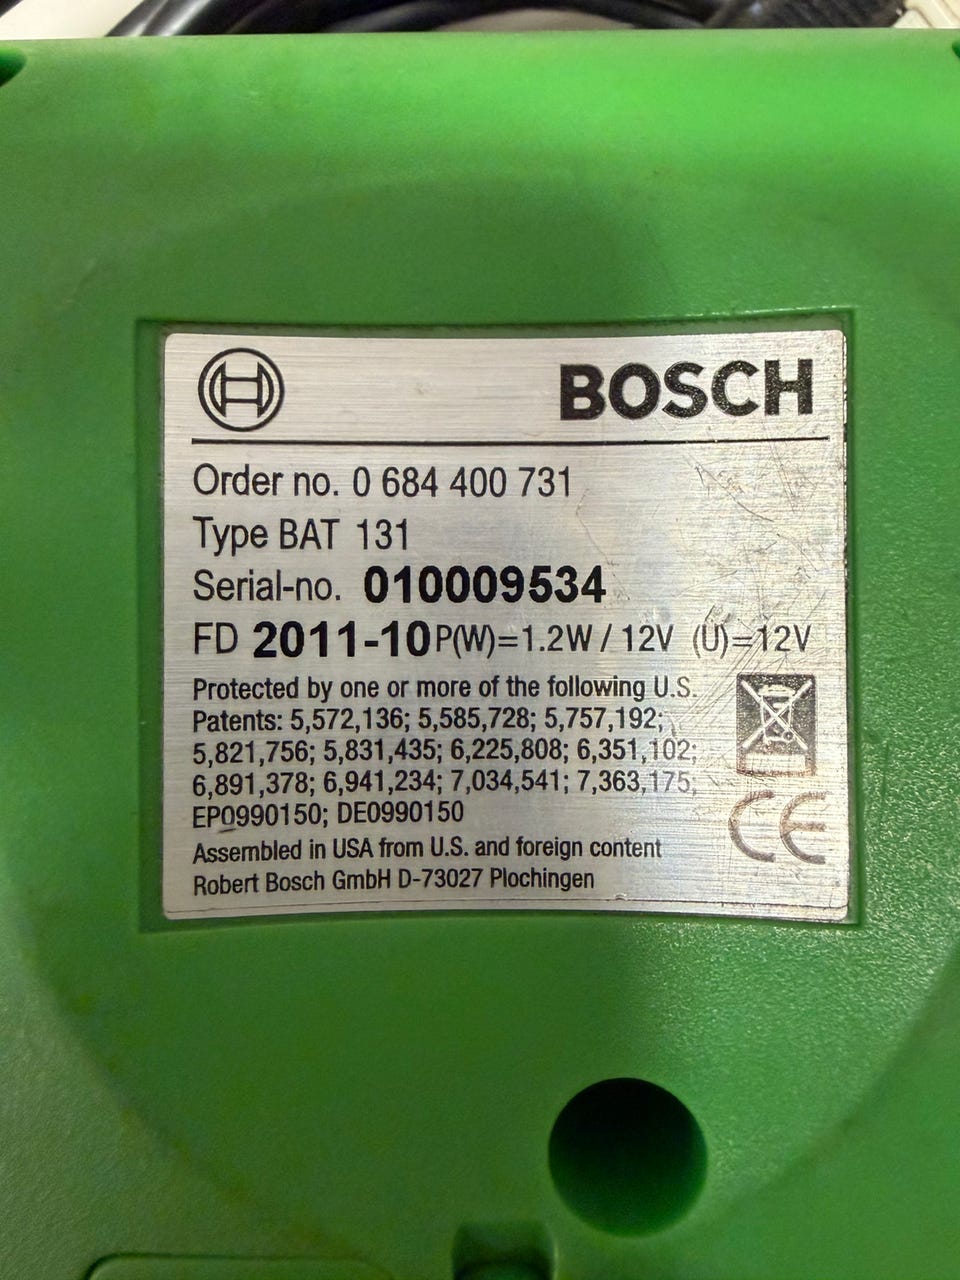 BOSCH
Order no. 0 684 400 731
Type BAT 131
Serial-no. 010009534
FD 2011-10 P(W)=1.2W / 12V (U)=12V
Protected by one or more of the following U.S.
Patents: 5,572,136; 5,585,728; 5,757,192;
5,821,756; 5,831,435; 6,225,808; 6,351,102;
6,891,378; 6,941,234; 7,034,541; 7,363,175,
EP0990150; DE0990150
Assembled in USA from U.S. and foreign content
Robert Bosch GmbH D-73027 Plochingen
CE